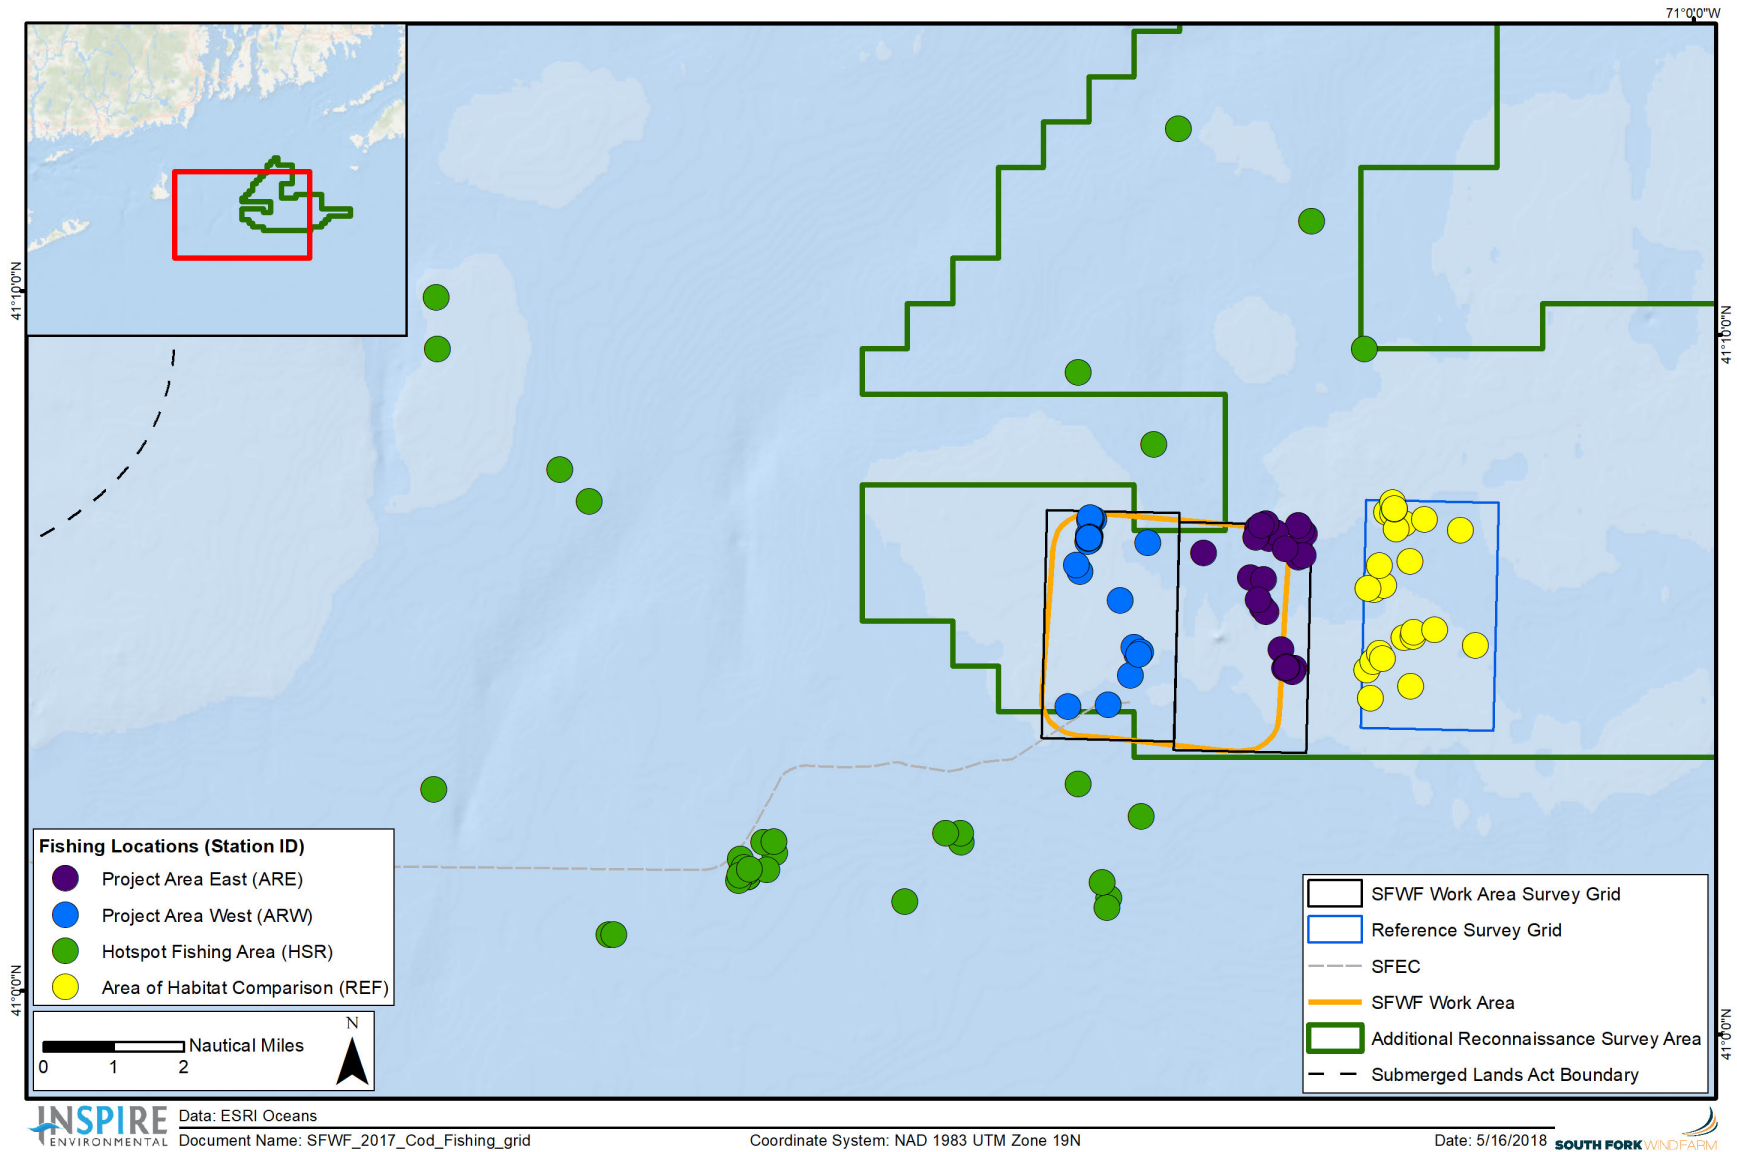 71°0'0"W
41°10'0"N
41°10'0"N
Fishing Locations (Station ID)
Project Area East (ARE)
Project Area West (ARW)
Hotspot Fishing Area (HSR)
Area of Habitat Comparison (REF)
SFWF Work Area Survey Grid
Reference Survey Grid
SFEC
SFWF Work Area
Additional Reconnaissance Survey Area
Submerged Lands Act Boundary
41°0'0"N
41°0'0"N
N
Nautical Miles
0 1 2
INSPIRE
ENVIRONMENTAL
Data: ESRI Oceans
Document Name: SFWF_2017_Cod_Fishing_grid
Coordinate System: NAD 1983 UTM Zone 19N
Date: 5/16/2018
SOUTH FORK WINDFARM